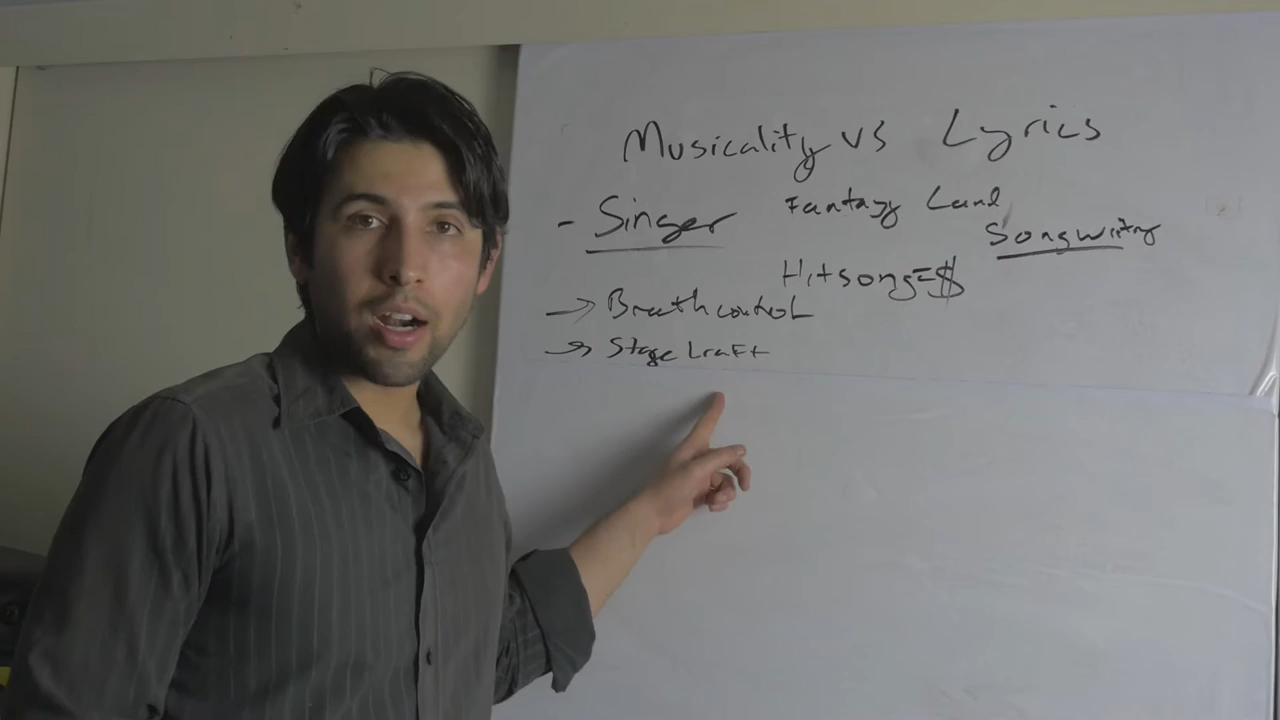 Musicality vs Lyrics
- Singer
Fantasy Land
Songwriting
Hitsong=$
→ Breath control
→ Stage Craft